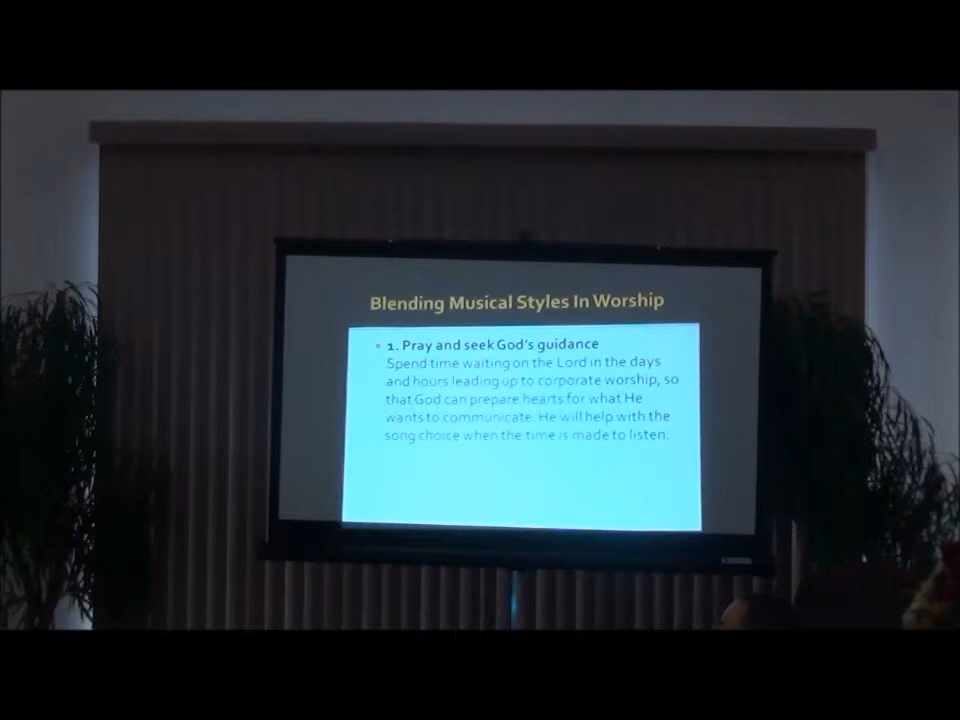 Blending Musical Styles In Worship
1. Pray and seek God's guidance
Spend time waiting on the Lord in the days
and hours leading up to corporate worship, so
that God can prepare hearts for what He
wants to communicate. He will help with the
song choice when the time is made to listen.